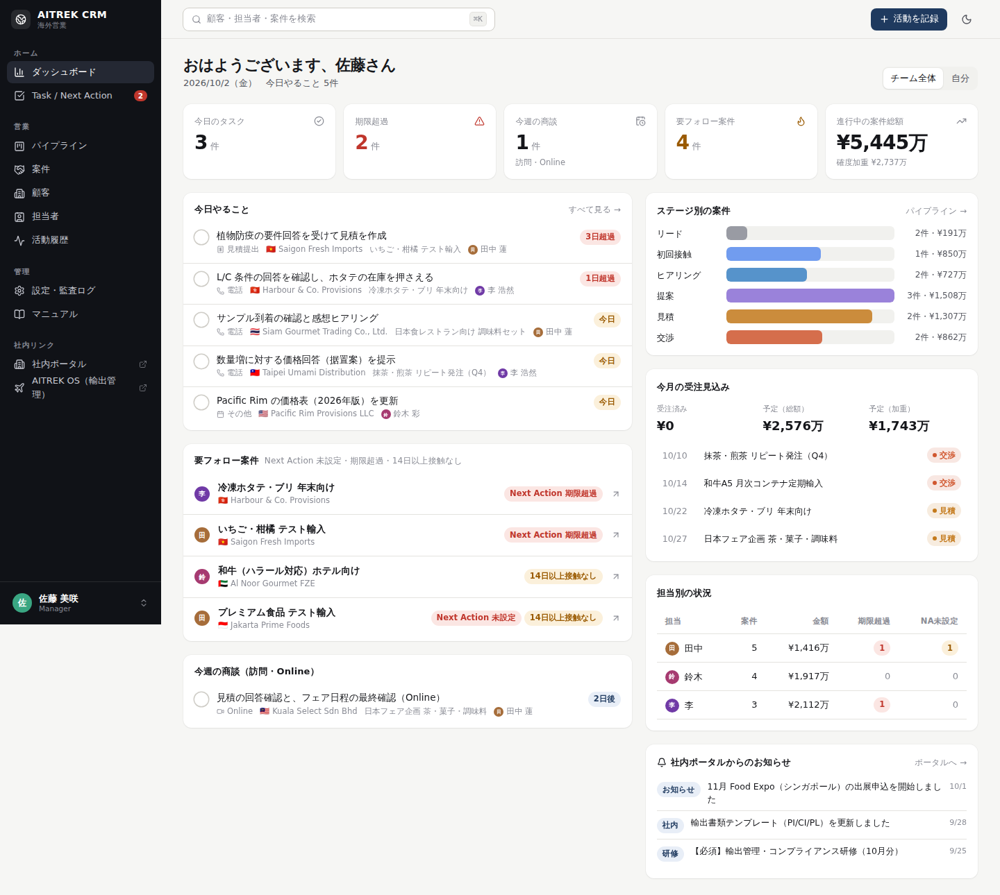 AITREK CRM
海外営業
ホーム
ダッシュボード
Task / Next Action 2
営業
パイプライン
案件
顧客
担当者
活動履歴
管理
設定・監査ログ
マニュアル
社内リンク
社内ポータル
AITREK OS（輸出管
理）
佐
佐藤 美咲
Manager
顧客・担当者・案件を検索 ⌘K
活動を記録
おはようございます、佐藤さん
2026/10/2（金） 今日やること 5件
チーム全体 自分
今日のタスク
3 件
期限超過
2 件
今週の商談
1 件
訪問・Online
要フォロー案件
4 件
進行中の案件総額
¥5,445万
確度加重 ¥2,737万
今日やること すべて見る →
植物防疫の要件回答を受けて見積を作成 3日超過
見積提出 Saigon Fresh Imports いちご・柑橘 テスト輸入 田 田中 蓮
L/C 条件の回答を確認し、ホタテの在庫を押さえる 1日超過
電話 Harbour & Co. Provisions 冷凍ホタテ・ブリ 年末向け 李 李 浩然
サンプル到着の確認と感想ヒアリング 今日
電話 Siam Gourmet Trading Co., Ltd. 日本食レストラン向け 調味料セット 田 田中 蓮
数量増に対する価格回答（据置案）を提示 今日
電話 Taipei Umami Distribution 抹茶・煎茶 リピート発注（Q4） 李 李 浩然
Pacific Rim の価格表（2026年版）を更新 今日
その他 Pacific Rim Provisions LLC 鈴 鈴木 彩
要フォロー案件 Next Action 未設定・期限超過・14日以上接触なし
李 冷凍ホタテ・ブリ 年末向け Next Action 期限超過
Harbour & Co. Provisions
田 いちご・柑橘 テスト輸入 Next Action 期限超過
Saigon Fresh Imports
鈴 和牛（ハラール対応）ホテル向け 14日以上接触なし
Al Noor Gourmet FZE
田 プレミアム食品 テスト輸入 Next Action 未設定 14日以上接触なし
Jakarta Prime Foods
今週の商談（訪問・Online）
見積の回答確認と、フェア日程の最終確認（Online） 2日後
Online Kuala Select Sdn Bhd 日本フェア企画 茶・菓子・調味料 田 田中 蓮
ステージ別の案件 パイプライン →
リード 2件・¥191万
初回接触 1件・¥850万
ヒアリング 2件・¥727万
提案 3件・¥1,508万
見積 2件・¥1,307万
交渉 2件・¥862万
今月の受注見込み
受注済み 予定（総額） 予定（加重）
¥0 ¥2,576万 ¥1,743万
10/10 抹茶・煎茶 リピート発注（Q4） 交渉
10/14 和牛A5 月次コンテナ定期輸入 交渉
10/22 冷凍ホタテ・ブリ 年末向け 見積
10/27 日本フェア企画 茶・菓子・調味料 見積
担当別の状況
担当 案件 金額 期限超過 NA未設定
田 田中 5 ¥1,416万 1 1
鈴 鈴木 4 ¥1,917万 0 0
李 李 3 ¥2,112万 1 0
社内ポータルからのお知らせ ポータルへ →
お知らせ 11月 Food Expo（シンガポール）の出展申込を開始しまし 10/1
た
社内 輸出書類テンプレート（PI/CI/PL）を更新しました 9/28
研修 【必須】輸出管理・コンプライアンス研修（10月分） 9/25